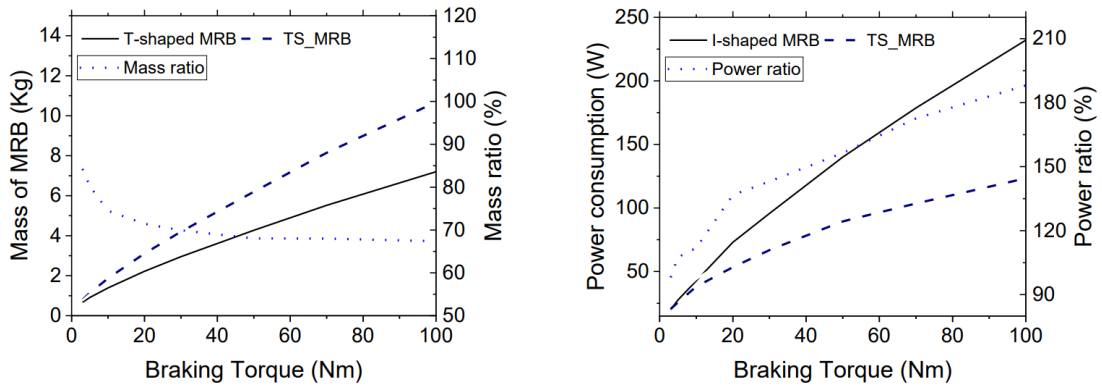 T-shaped MRB
TS_MRB
Mass ratio
Mass of MRB (Kg)
14
12
10
8
6
4
2
0
Mass ratio (%)
120
110
100
90
80
70
60
50
0 20 40 60 80 100
Braking Torque (Nm)
I-shaped MRB
TS_MRB
Power ratio
Power consumption (W)
250
200
150
100
50
Power ratio (%)
210
180
150
120
90
0 20 40 60 80 100
Braking Torque (Nm)